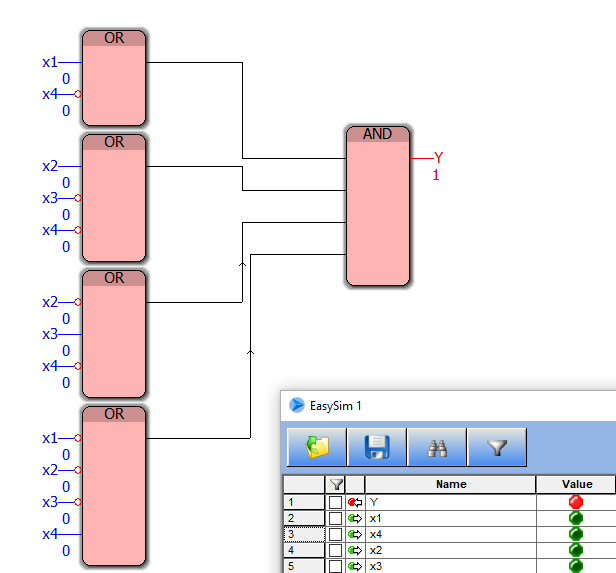 OR
x1
0
x4
0
OR
x2
0
x3
0
x4
0
OR
x2
0
x3
0
x4
0
OR
x1
0
x2
0
x3
0
x4
0
AND
Y
1
EasySim 1
Name Value
1 Y
2 x1
3 x4
4 x2
5 x3